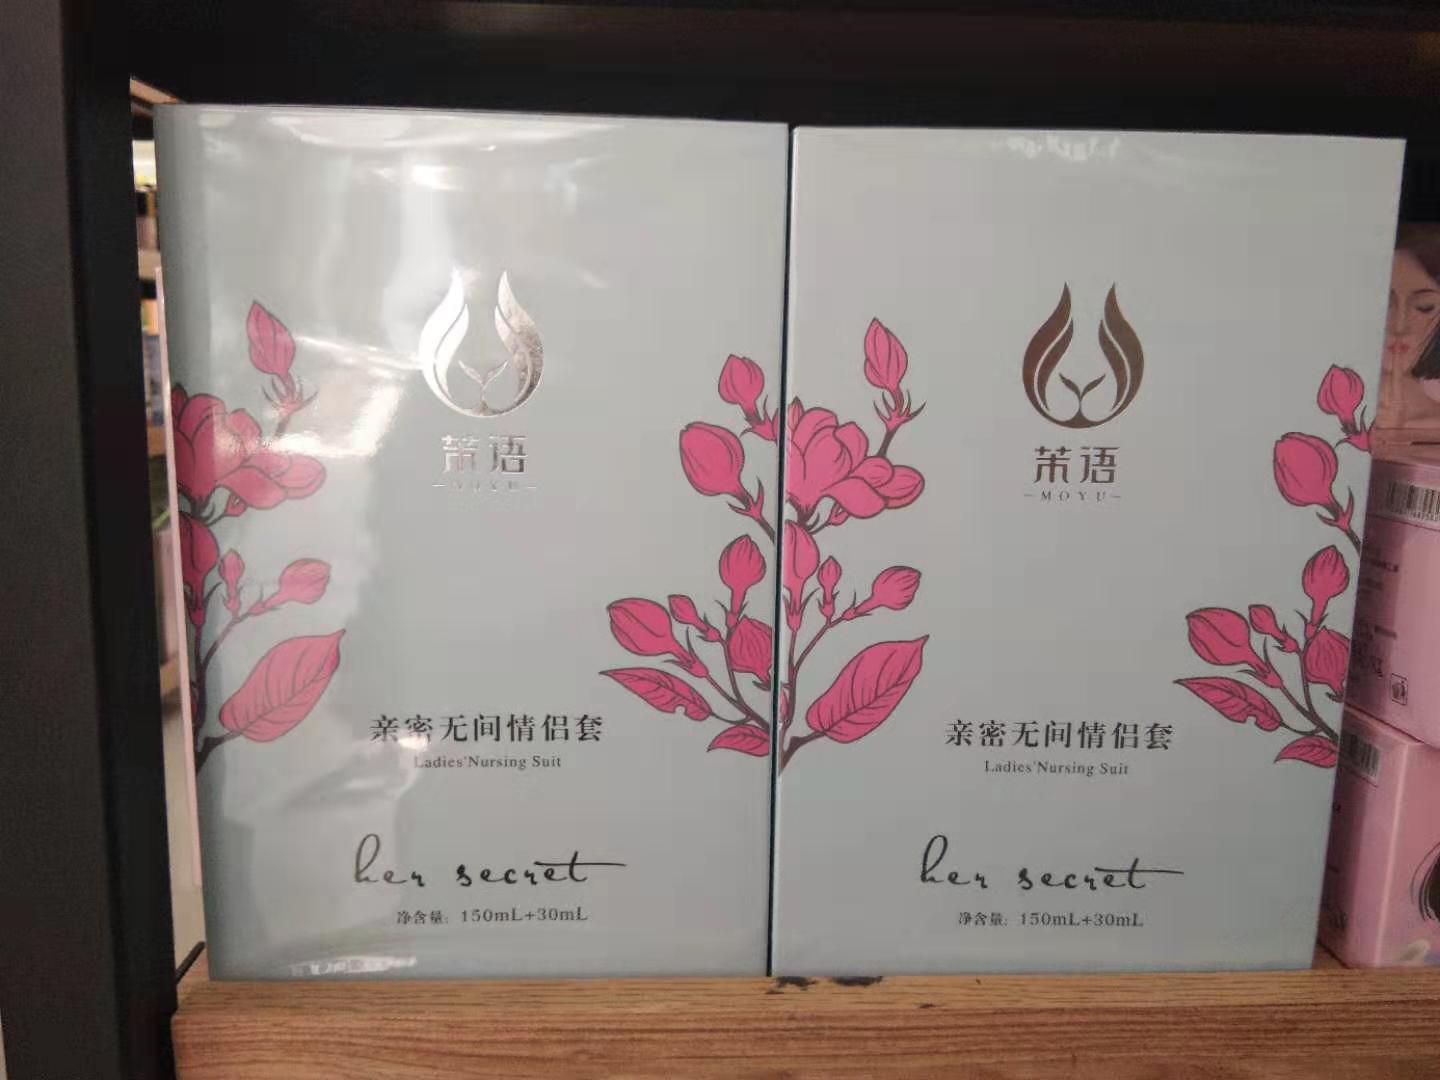 茉语
MOYU
亲密无间情侣套
Ladies'Nursing Suit
her secret
净含量: 150mL+30mL
茉语
MOYU
亲密无间情侣套
Ladies'Nursing Suit
her secret
净含量: 150mL+30mL